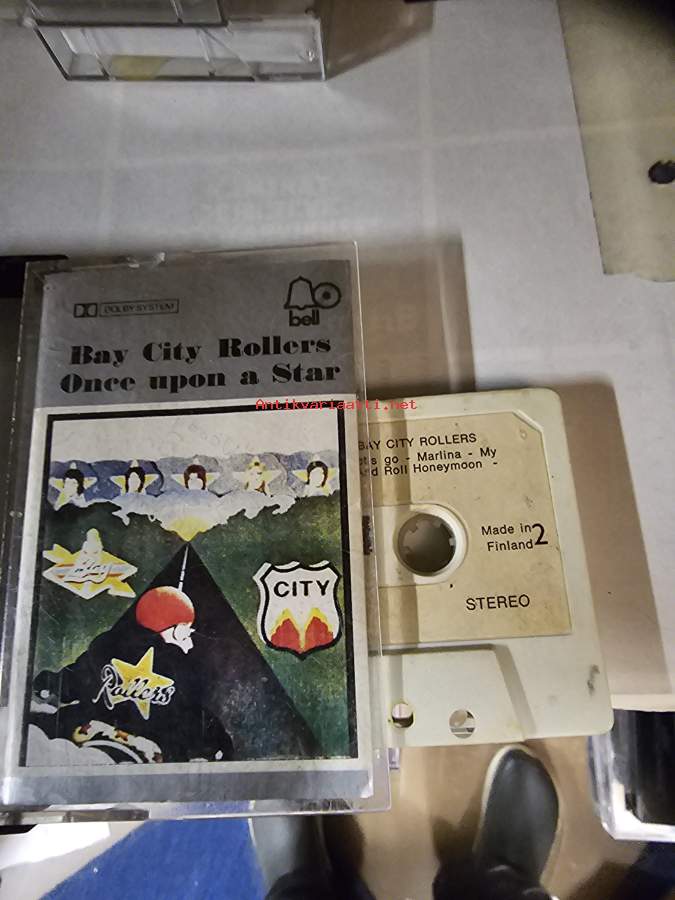 DOLBY SYSTEM
bell
Bay City Rollers
Once upon a Star
Antikvariaatti.net
BAY CITY ROLLERS
go - Marlina - My
Roll Honeymoon -
Made in
Finland
2
STEREO
CITY
Rollers